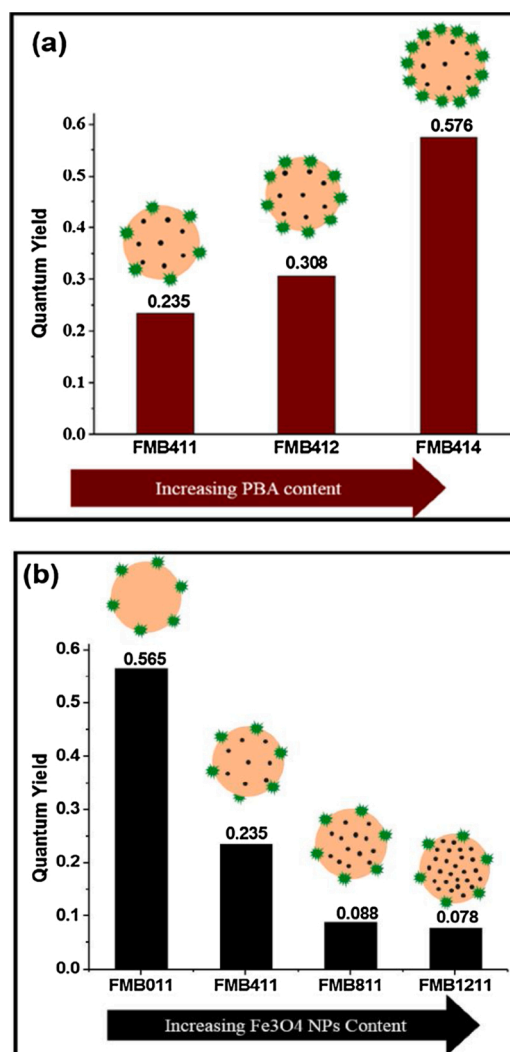 (a)
0.576
0.6
0.5
0.4
0.308
0.3
0.235
0.2
0.1
0.0
Quantum Yield
FMB411 FMB412 FMB414
Increasing PBA content
(b)
0.6
0.565
0.5
0.4
0.3
0.235
0.2
0.088
0.078
0.1
0.0
Quantum Yield
FMB011 FMB411 FMB811 FMB1211
Increasing Fe3O4 NPs Content